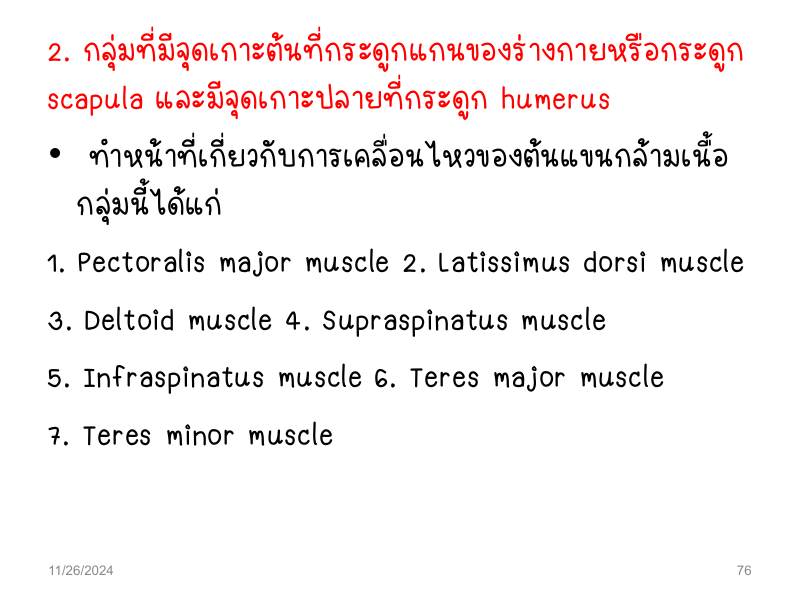 2. กลุ่มที่มีจุดเกาะต้นที่กระดูกแกนของร่างกายหรือกระดูก
scapula และมีจุดเกาะปลายที่กระดูก humerus
• ทำหน้าที่เกี่ยวกับการเคลื่อนไหวของต้นแขนกล้ามเนื้อ
กลุ่มนี้ได้แก่
1. Pectoralis major muscle 2. Latissimus dorsi muscle
3. Deltoid muscle 4. Supraspinatus muscle
5. Infraspinatus muscle 6. Teres major muscle
7. Teres minor muscle
11/26/2024 76